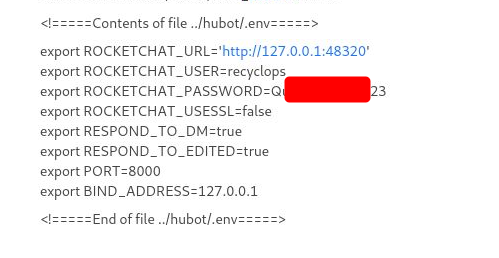 <!=====Contents of file ../hubot/.env=====>
export ROCKETCHAT_URL='http://127.0.0.1:48320'
export ROCKETCHAT_USER=recyclops
export ROCKETCHAT_PASSWORD=Qu 23
export ROCKETCHAT_USESSL=false
export RESPOND_TO_DM=true
export RESPOND_TO_EDITED=true
export PORT=8000
export BIND_ADDRESS=127.0.0.1
<!=====End of file ../hubot/.env=====>